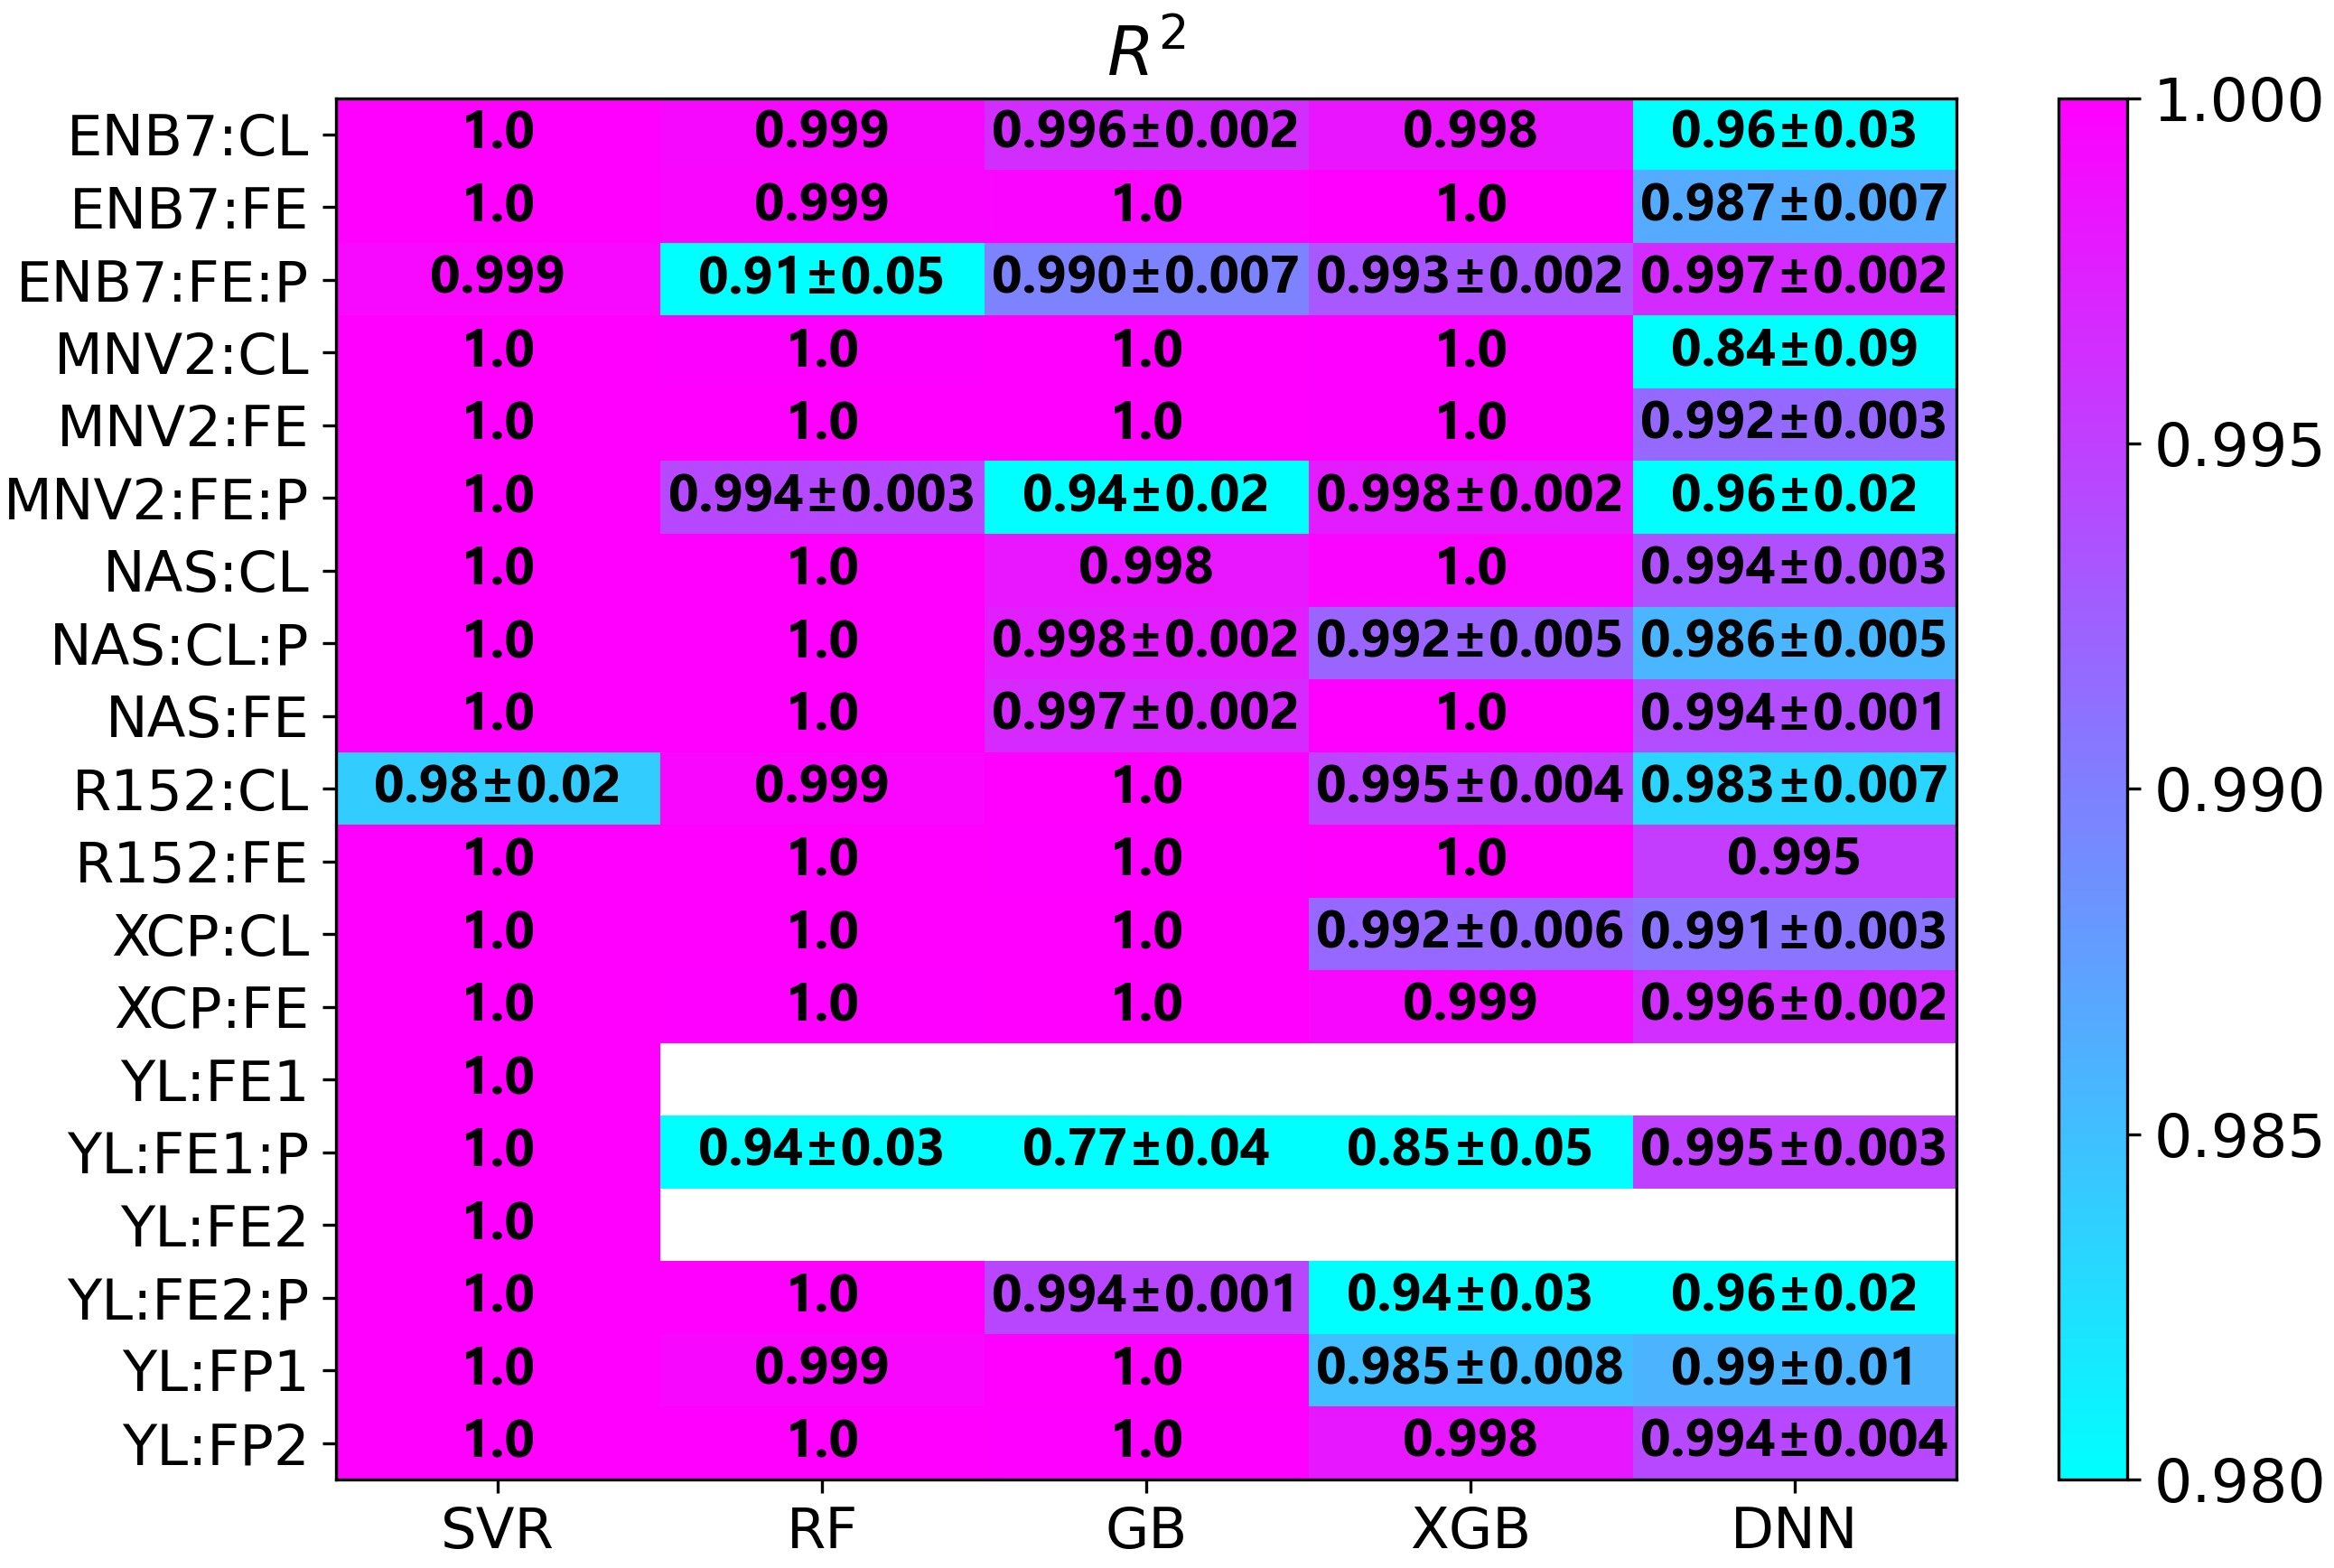 R²
ENB7:CL 1.0 0.999 0.996±0.002 0.998 0.96±0.03
ENB7:FE 1.0 0.999 1.0 1.0 0.987±0.007
ENB7:FE:P 0.999 0.91±0.05 0.990±0.007 0.993±0.002 0.997±0.002
MNV2:CL 1.0 1.0 1.0 1.0 0.84±0.09
MNV2:FE 1.0 1.0 1.0 1.0 0.992±0.003
MNV2:FE:P 1.0 0.994±0.003 0.94±0.02 0.998±0.002 0.96±0.02
NAS:CL 1.0 1.0 0.998 1.0 0.994±0.003
NAS:CL:P 1.0 1.0 0.998±0.002 0.992±0.005 0.986±0.005
NAS:FE 1.0 1.0 0.997±0.002 1.0 0.994±0.001
R152:CL 0.98±0.02 0.999 1.0 0.995±0.004 0.983±0.007
R152:FE 1.0 1.0 1.0 1.0 0.995
XCP:CL 1.0 1.0 1.0 0.992±0.006 0.991±0.003
XCP:FE 1.0 1.0 1.0 0.999 0.996±0.002
YL:FE1 1.0
YL:FE1:P 1.0 0.94±0.03 0.77±0.04 0.85±0.05 0.995±0.003
YL:FE2 1.0
YL:FE2:P 1.0 1.0 0.994±0.001 0.94±0.03 0.96±0.02
YL:FP1 1.0 0.999 1.0 0.985±0.008 0.99±0.01
YL:FP2 1.0 1.0 1.0 0.998 0.994±0.004
SVR RF GB XGB DNN
1.000
0.995
0.990
0.985
0.980